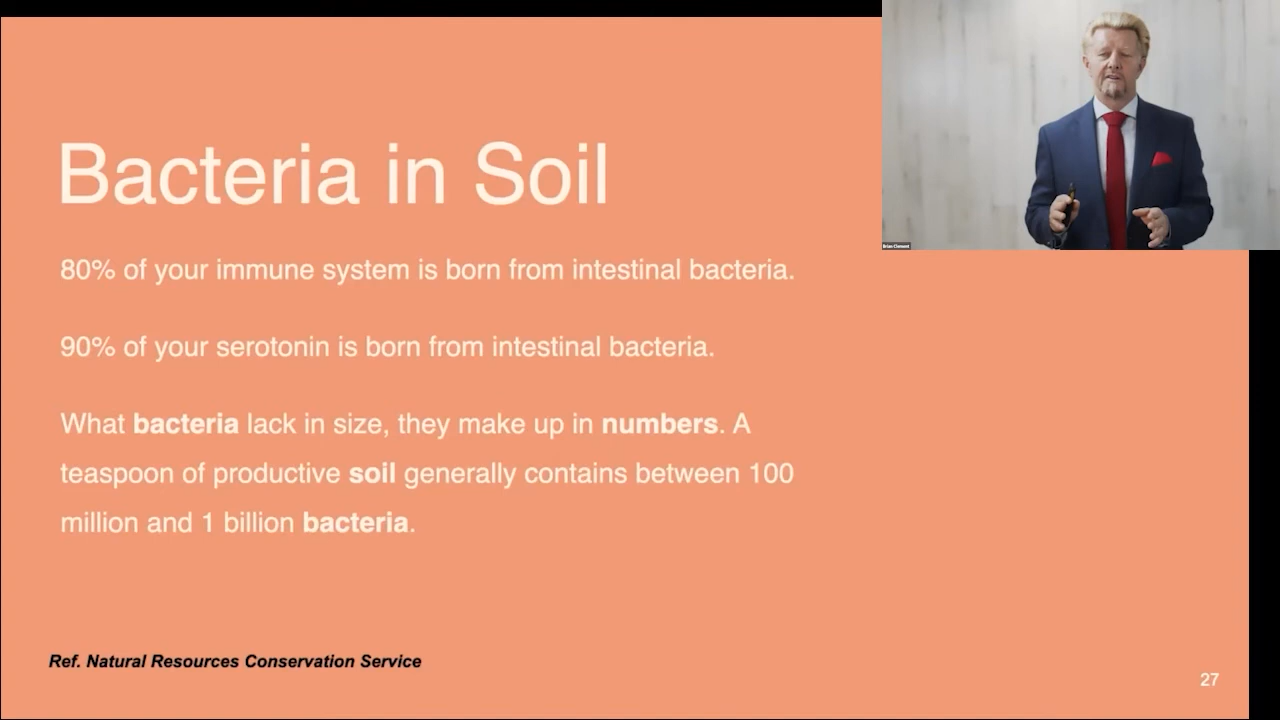 Bacteria in Soil
80% of your immune system is born from intestinal bacteria.
90% of your serotonin is born from intestinal bacteria.
What bacteria lack in size, they make up in numbers. A
teaspoon of productive soil generally contains between 100
million and 1 billion bacteria.
Ref. Natural Resources Conservation Service
27
Brian Clement